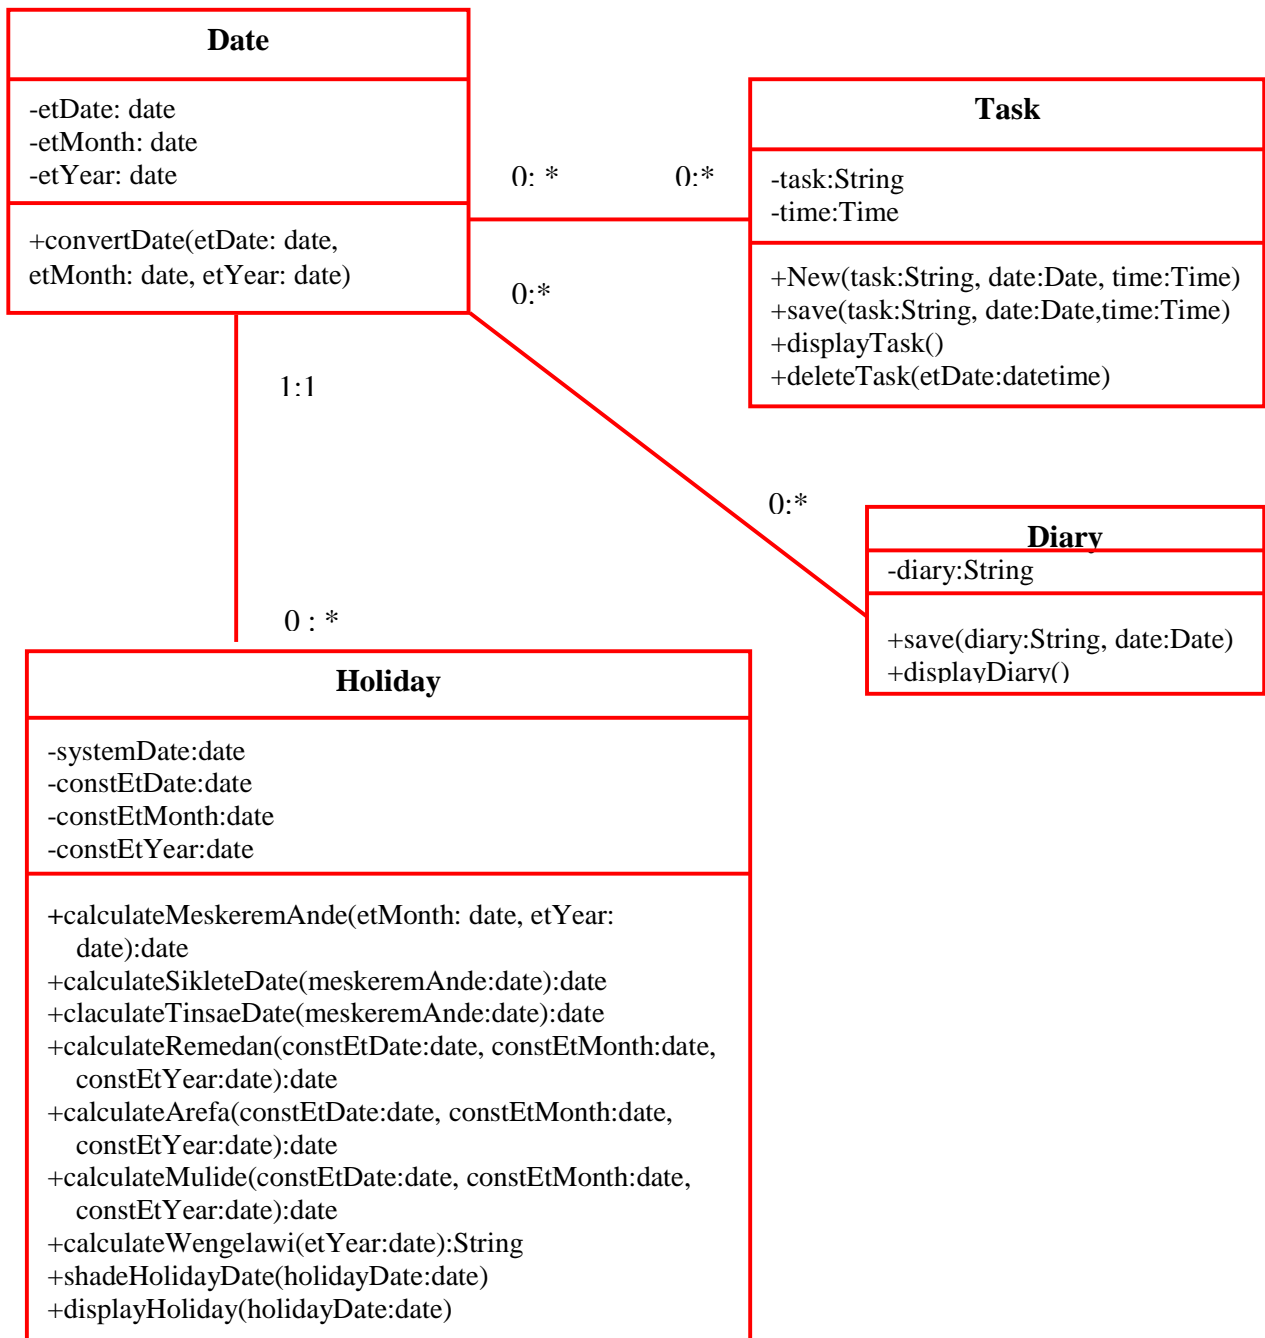 Date
-etDate: date
-etMonth: date
-etYear: date
+convertDate(etDate: date,
etMonth: date, etYear: date)
0: *
0:*
Task
-task:String
-time:Time
+New(task:String, date:Date, time:Time)
+save(task:String, date:Date,time:Time)
+displayTask()
+deleteTask(etDate:datetime)
0:*
1:1
0:*
Diary
-diary:String
+save(diary:String, date:Date)
+displayDiary()
0 : *
Holiday
-systemDate:date
-constEtDate:date
-constEtMonth:date
-constEtYear:date
+calculateMeskeremAnde(etMonth: date, etYear:
date):date
+calculateSikleteDate(meskeremAnde:date):date
+claculateTinsaeDate(meskeremAnde:date):date
+calculateRemedan(constEtDate:date, constEtMonth:date,
constEtYear:date):date
+calculateArefa(constEtDate:date, constEtMonth:date,
constEtYear:date):date
+calculateMulide(constEtDate:date, constEtMonth:date,
constEtYear:date):date
+calculateWengelawi(etYear:date):String
+shadeHolidayDate(holidayDate:date)
+displayHoliday(holidayDate:date)